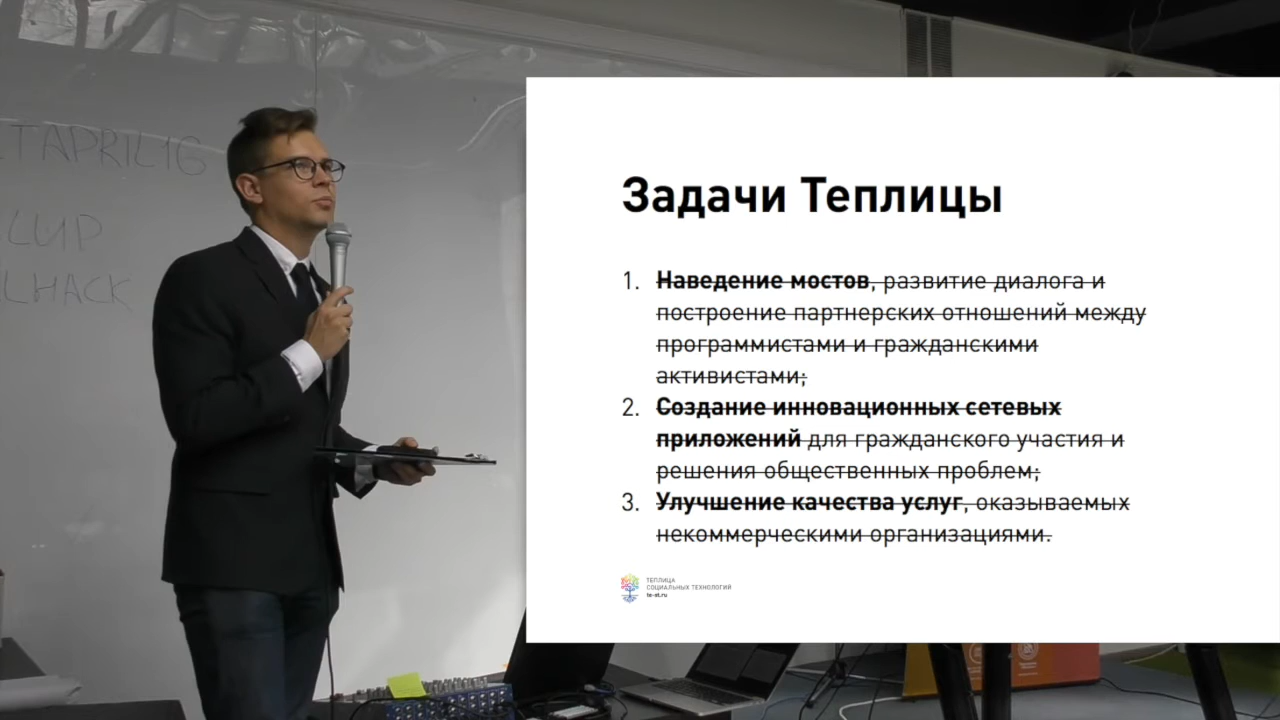 TAPRIL16
LUP
LHACK
Задачи Теплицы
1. Наведение мостов, развитие диалога и
построение партнерских отношений между
программистами и гражданскими
активистами;
2. Создание инновационных сетевых
приложений для гражданского участия и
решения общественных проблем;
3. Улучшение качества услуг, оказываемых
некоммерческими организациями.
ТЕПЛИЦА
СОЦИАЛЬНЫХ ТЕХНОЛОГИЙ
te-st.ru